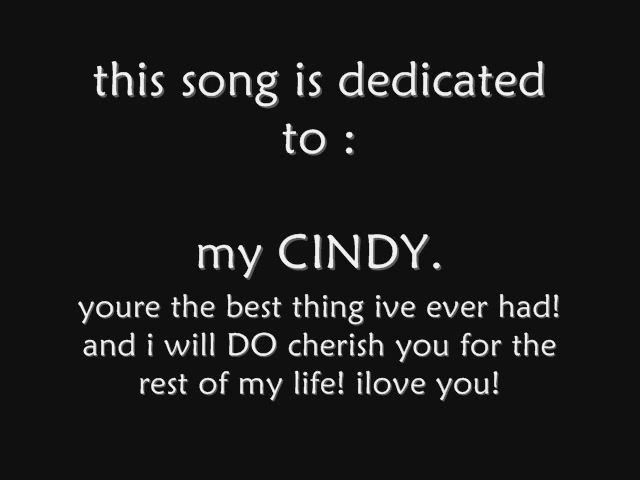 this song is dedicated
to :
my CINDY.
youre the best thing ive ever had!
and i will DO cherish you for the
rest of my life! ilove you!